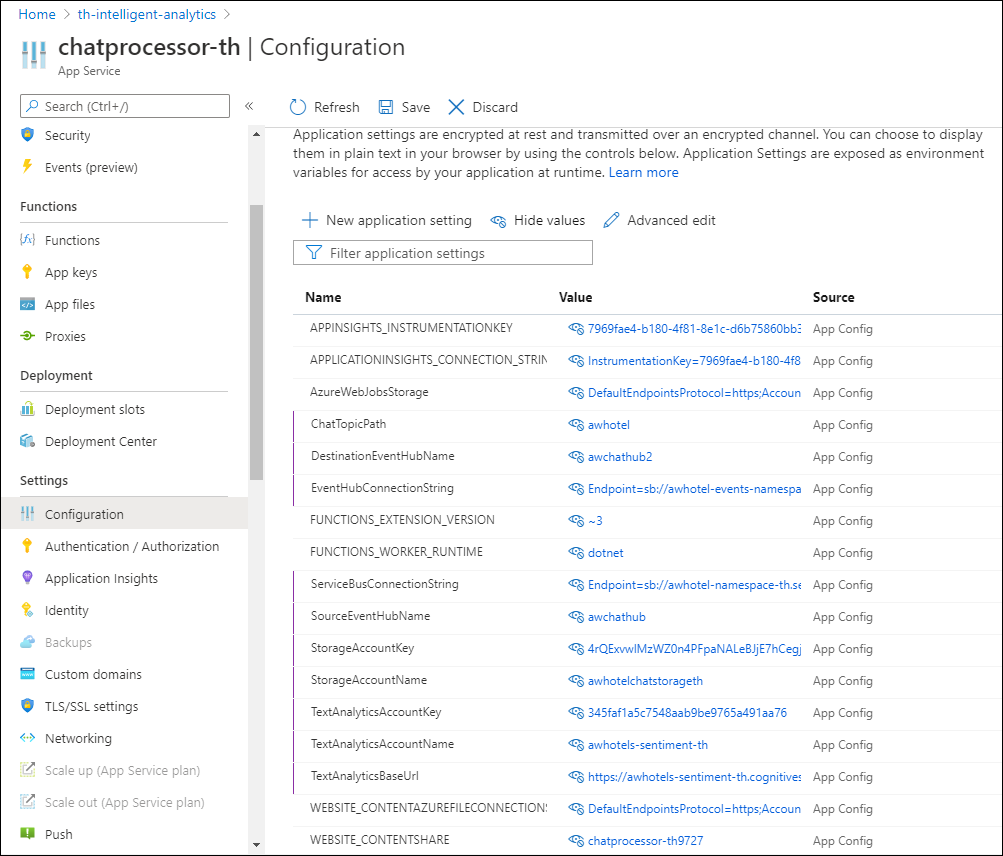 Home > th-intelligent-analytics >
chatprocessor-th | Configuration
App Service
Search (Ctrl+/)
«
Security
Events (preview)
Functions
Functions
App keys
App files
Proxies
Deployment
Deployment slots
Deployment Center
Settings
Configuration
Authentication / Authorization
Application Insights
Identity
Backups
Custom domains
TLS/SSL settings
Networking
Scale up (App Service plan)
Scale out (App Service plan)
Push
Refresh Save Discard
Application settings are encrypted at rest and transmitted over an encrypted channel. You can choose to display
them in plain text in your browser by using the controls below. Application Settings are exposed as environment
variables for access by your application at runtime. Learn more
New application setting Hide values Advanced edit
Filter application settings
Name Value Source
APPINSIGHTS_INSTRUMENTATIONKEY 7969fae4-b180-4f81-8e1c-d6b75860bb3 App Config
APPLICATIONINSIGHTS_CONNECTION_STRIN InstrumentationKey=7969fae4-b180-4f8 App Config
AzureWebJobsStorage DefaultEndpointsProtocol=https;Accoun App Config
ChatTopicPath awhotel App Config
DestinationEventHubName awchathub2 App Config
EventHubConnectionString Endpoint=sb://awhotel-events-namespa App Config
FUNCTIONS_EXTENSION_VERSION ~3 App Config
FUNCTIONS_WORKER_RUNTIME dotnet App Config
ServiceBusConnectionString Endpoint=sb://awhotel-namespace-th.se App Config
SourceEventHubName awchathub App Config
StorageAccountKey 4rQExvwlMzWZ0n4PFpaNALeBJjE7hCegj App Config
StorageAccountName awhotelchatstorageth App Config
TextAnalyticsAccountKey 345faf1a5c7548aab9be9765a491aa76 App Config
TextAnalyticsAccountName awhotels-sentiment-th App Config
TextAnalyticsBaseUrl https://awhotels-sentiment-th.cognitives App Config
WEBSITE_CONTENTAZUREFILECONNECTIONS DefaultEndpointsProtocol=https;Accoun App Config
WEBSITE_CONTENTSHARE chatprocessor-th9727 App Config